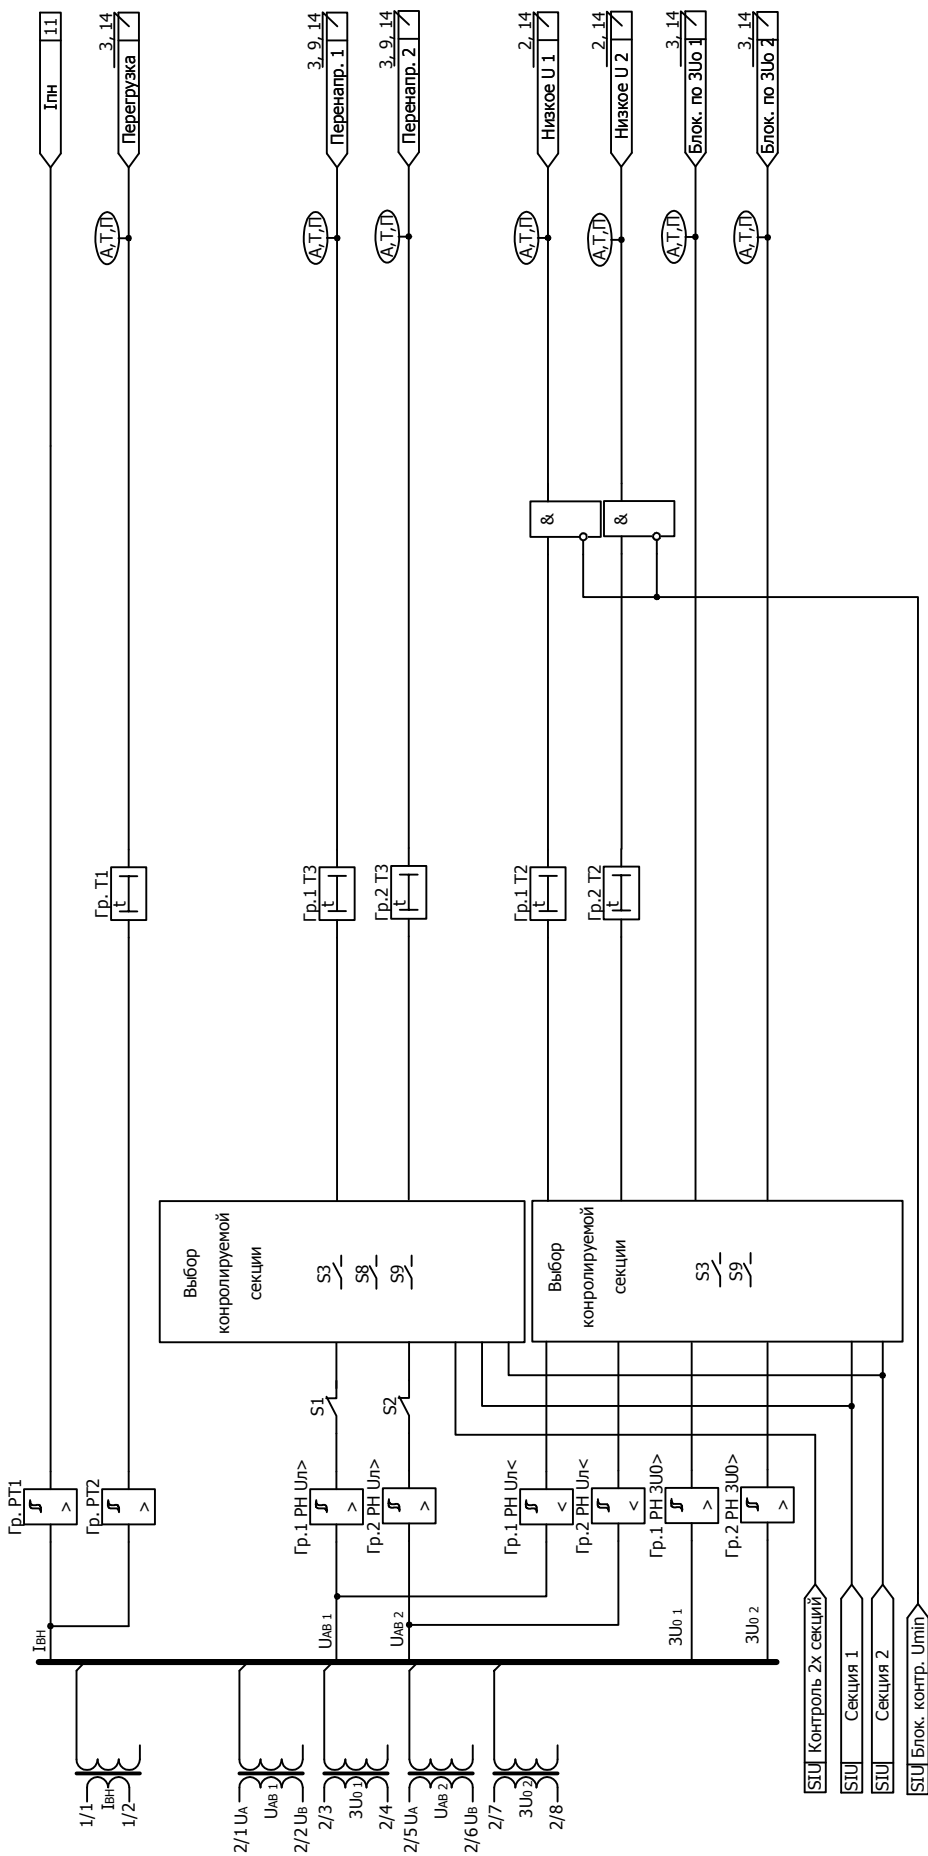 1/1
Iвн
1/2
2/1 UA
UAB 1
2/2 UB
2/3
3U0 1
2/4
2/5 UA
UAB 2
2/6 UB
2/7
3U0 2
2/8
Iвн
UAB 1
UAB 2
3U0 1
3U0 2
Гр. РТ1
>
Гр. РТ2
>
Гр.1 РН Uл>
>
Гр.2 РН Uл>
>
Гр.1 РН Uл<
<
Гр.2 РН Uл<
<
Гр.1 РН 3U0>
>
Гр.2 РН 3U0>
>
S1
S2
Выбор
конролируемой
секции
S3
S8
S9
Выбор
конролируемой
секции
S3
S9
Гр. Т1
t
Гр.1 Т3
t
Гр.2 Т3
t
Гр.1 Т2
t
Гр.2 Т2
t
&
&
А,Т,П
А,Т,П
А,Т,П
А,Т,П
А,Т,П
А,Т,П
А,Т,П
Iпн 11
Перегрузка 3, 14
Перенапр. 1 3, 9, 14
Перенапр. 2 3, 9, 14
Низкое U 1 2, 14
Низкое U 2 2, 14
Блок. по 3Uo 1 3, 14
Блок. по 3Uo 2 3, 14
SIU Контроль 2х секций
SIU Секция 1
SIU Секция 2
SIU Блок. контр. Umin